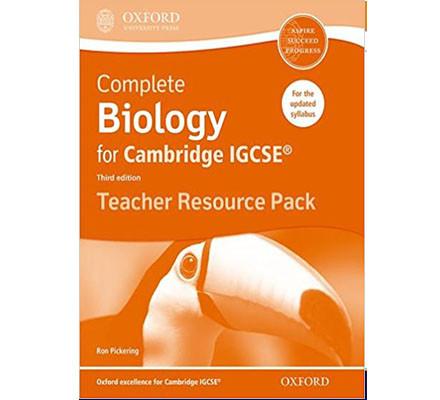 OXFORD
UNIVERSITY PRESS
ASPIRE
SUCCEED
PROGRESS
Complete
Biology
for Cambridge IGCSE®
For the
updated
syllabus
Third edition
Teacher Resource Pack
Ron Pickering
Oxford excellence for Cambridge IGCSE®
OXFORD